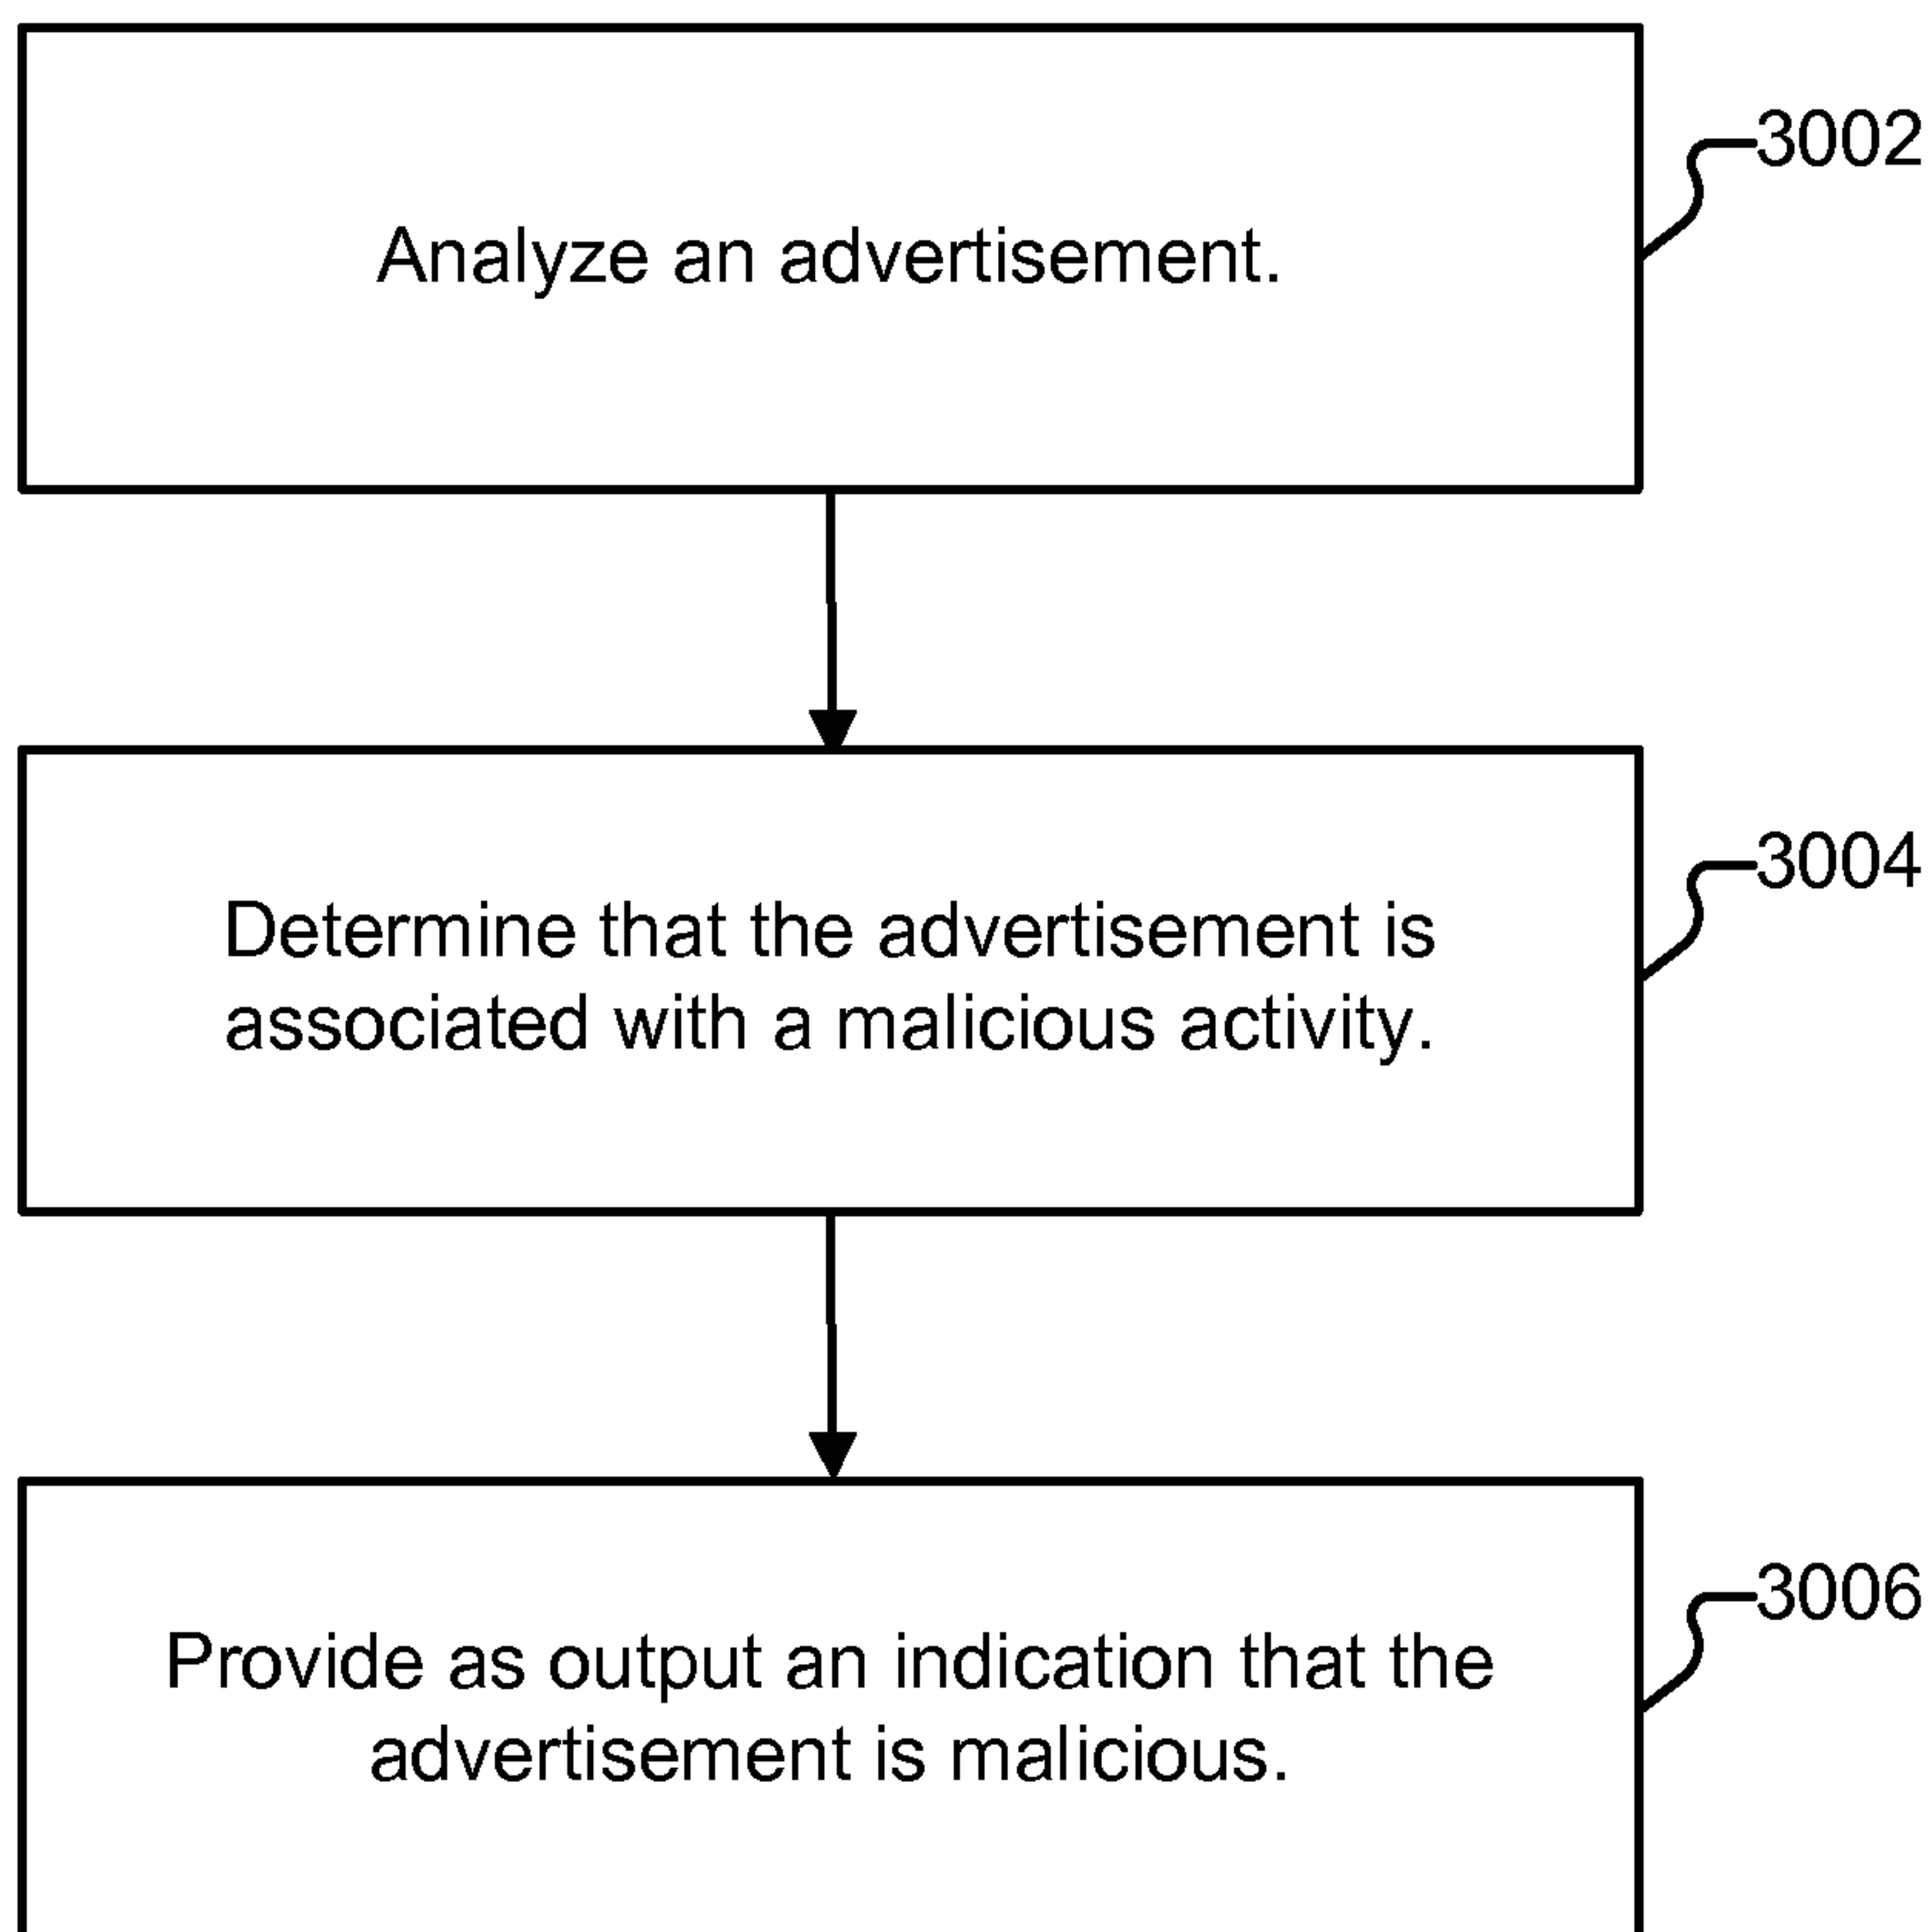 3002
Analyze an advertisement.
3004
Determine that the advertisement is
associated with a malicious activity.
3006
Provide as output an indication that the
advertisement is malicious.